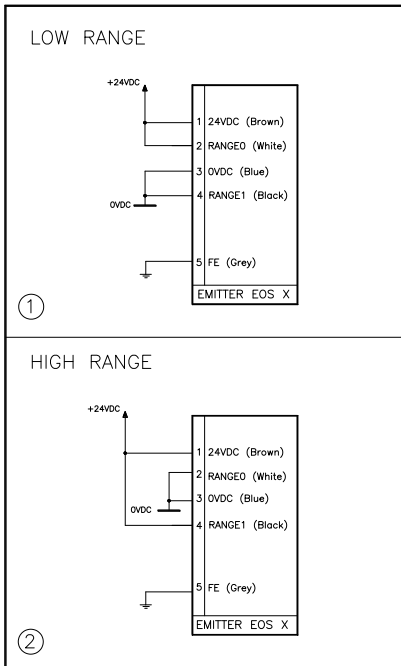 LOW RANGE
+24VDC
1 24VDC (Brown)
2 RANGE0 (White)
3 0VDC (Blue)
4 RANGE1 (Black)
0VDC
5 FE (Grey)
EMITTER EOS X
1
HIGH RANGE
+24VDC
1 24VDC (Brown)
2 RANGE0 (White)
3 0VDC (Blue)
0VDC
4 RANGE1 (Black)
5 FE (Grey)
EMITTER EOS X
2